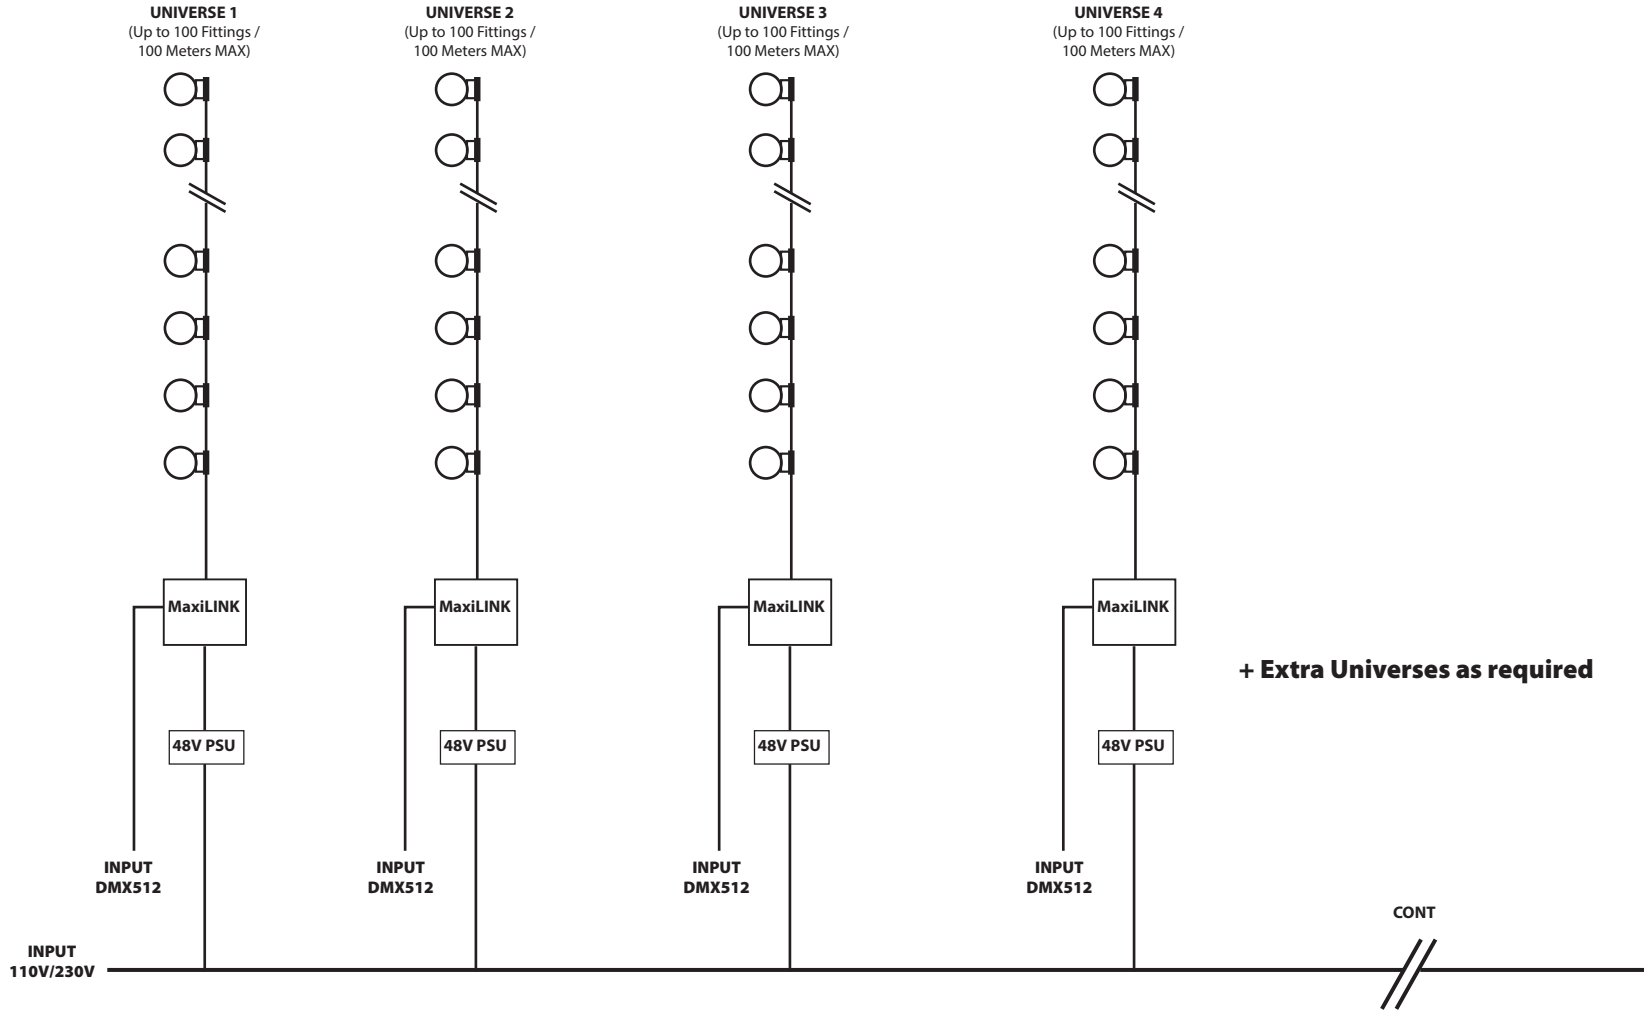 UNIVERSE 1
(Up to 100 Fittings /
100 Meters MAX)
UNIVERSE 2
(Up to 100 Fittings /
100 Meters MAX)
UNIVERSE 3
(Up to 100 Fittings /
100 Meters MAX)
UNIVERSE 4
(Up to 100 Fittings /
100 Meters MAX)
MaxiLINK
MaxiLINK
MaxiLINK
MaxiLINK
+ Extra Universes as required
48V PSU
48V PSU
48V PSU
48V PSU
INPUT
DMX512
INPUT
DMX512
INPUT
DMX512
INPUT
DMX512
CONT
INPUT
110V/230V